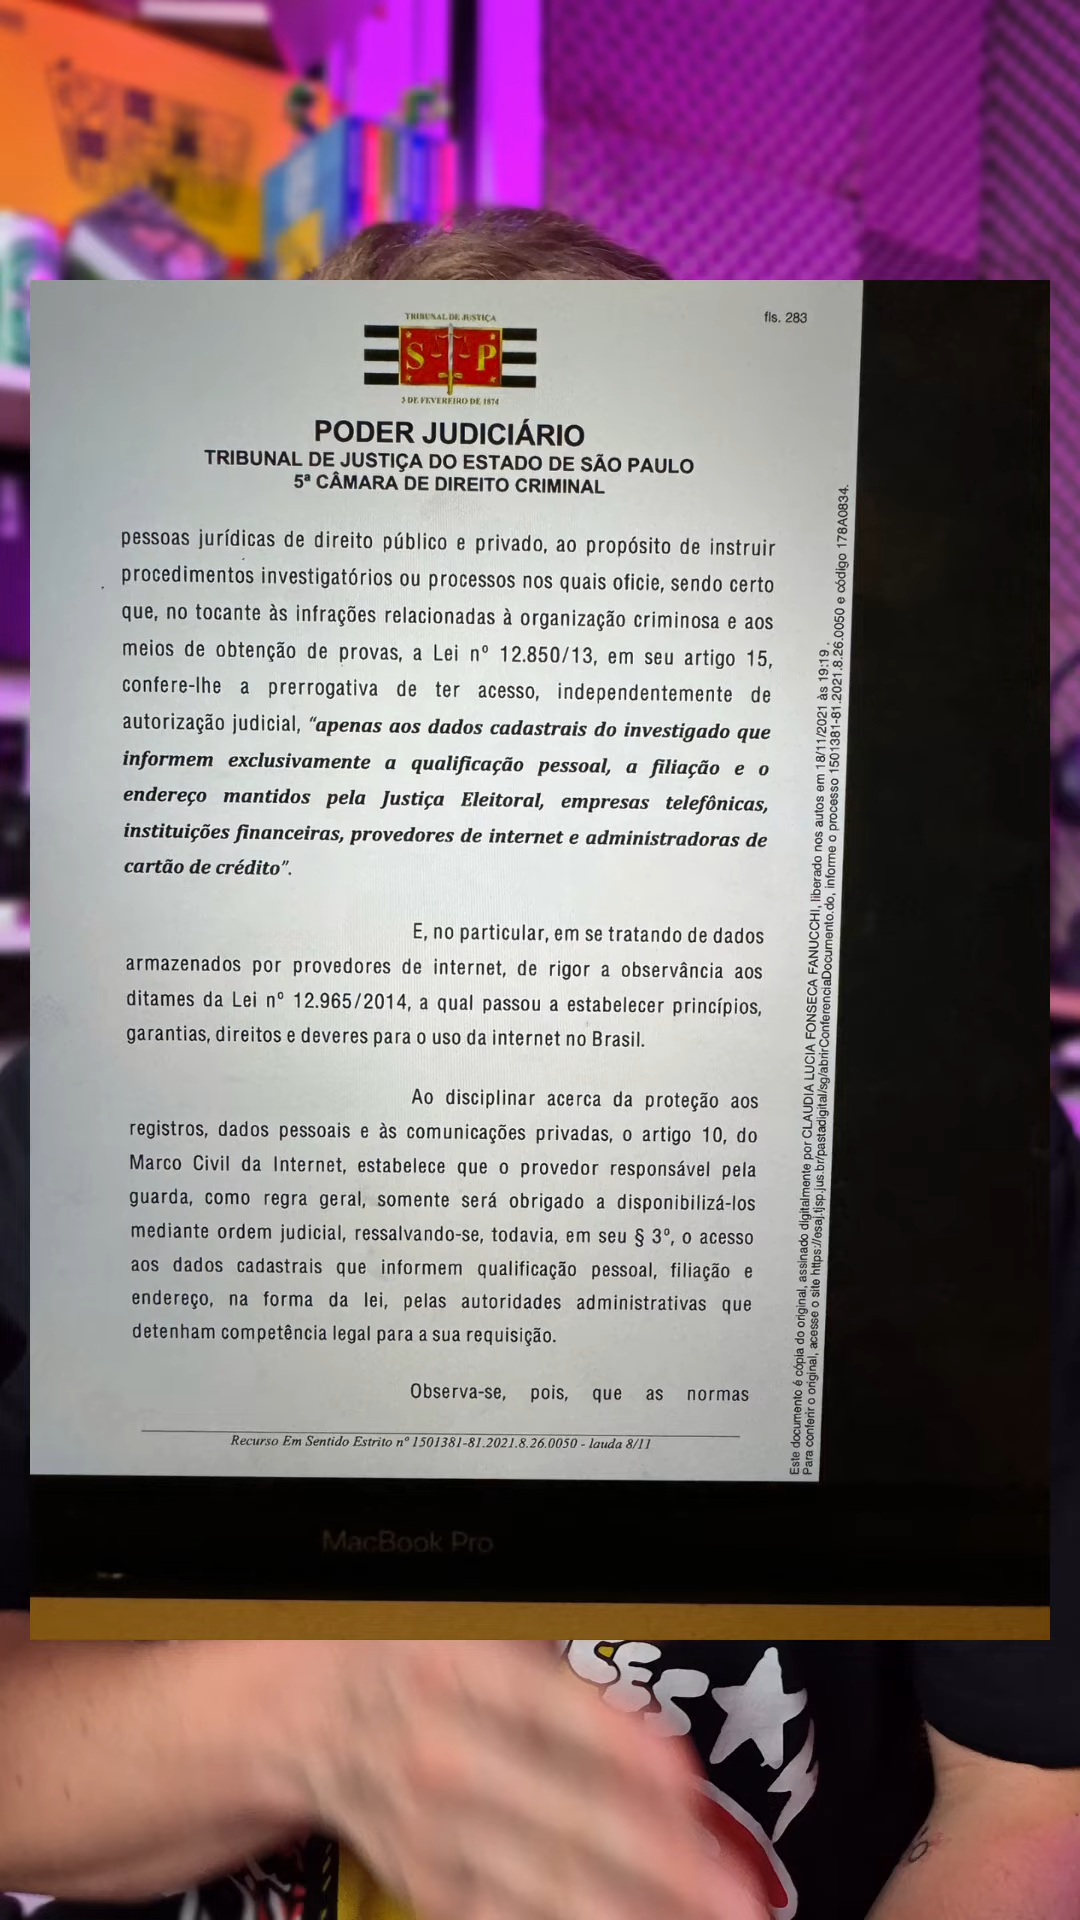 TRIBUNAL DE JUSTIÇA
S P
3 DE FEVEREIRO DE 1874
fls. 283
PODER JUDICIÁRIO
TRIBUNAL DE JUSTIÇA DO ESTADO DE SÃO PAULO
5ª CÂMARA DE DIREITO CRIMINAL
pessoas jurídicas de direito público e privado, ao propósito de instruir
procedimentos investigatórios ou processos nos quais oficie, sendo certo
que, no tocante às infrações relacionadas à organização criminosa e aos
meios de obtenção de provas, a Lei nº 12.850/13, em seu artigo 15,
confere-lhe a prerrogativa de ter acesso, independentemente de
autorização judicial, “apenas aos dados cadastrais do investigado que
informem exclusivamente a qualificação pessoal, a filiação e o
endereço mantidos pela Justiça Eleitoral, empresas telefônicas,
instituições financeiras, provedores de internet e administradoras de
cartão de crédito”.
E, no particular, em se tratando de dados
armazenados por provedores de internet, de rigor a observância aos
ditames da Lei nº 12.965/2014, a qual passou a estabelecer princípios,
garantias, direitos e deveres para o uso da internet no Brasil.
Ao disciplinar acerca da proteção aos
registros, dados pessoais e às comunicações privadas, o artigo 10, do
Marco Civil da Internet, estabelece que o provedor responsável pela
guarda, como regra geral, somente será obrigado a disponibilizá-los
mediante ordem judicial, ressalvando-se, todavia, em seu § 3º, o acesso
aos dados cadastrais que informem qualificação pessoal, filiação e
endereço, na forma da lei, pelas autoridades administrativas que
detenham competência legal para a sua requisição.
Observa-se, pois, que as normas
Recurso Em Sentido Estrito nº 1501381-81.2021.8.26.0050 - lauda 8/11
Este documento é cópia do original, assinado digitalmente por CLAUDIA LUCIA FONSECA FANUCCHI, liberado nos autos em 18/11/2021 às 19:19 .
Para conferir o original, acesse o site https://esaj.tjsp.jus.br/pastadigital/sg/abrirConferenciaDocumento.do, informe o processo 1501381-81.2021.8.26.0050 e código 178A0834.
MacBook Pro